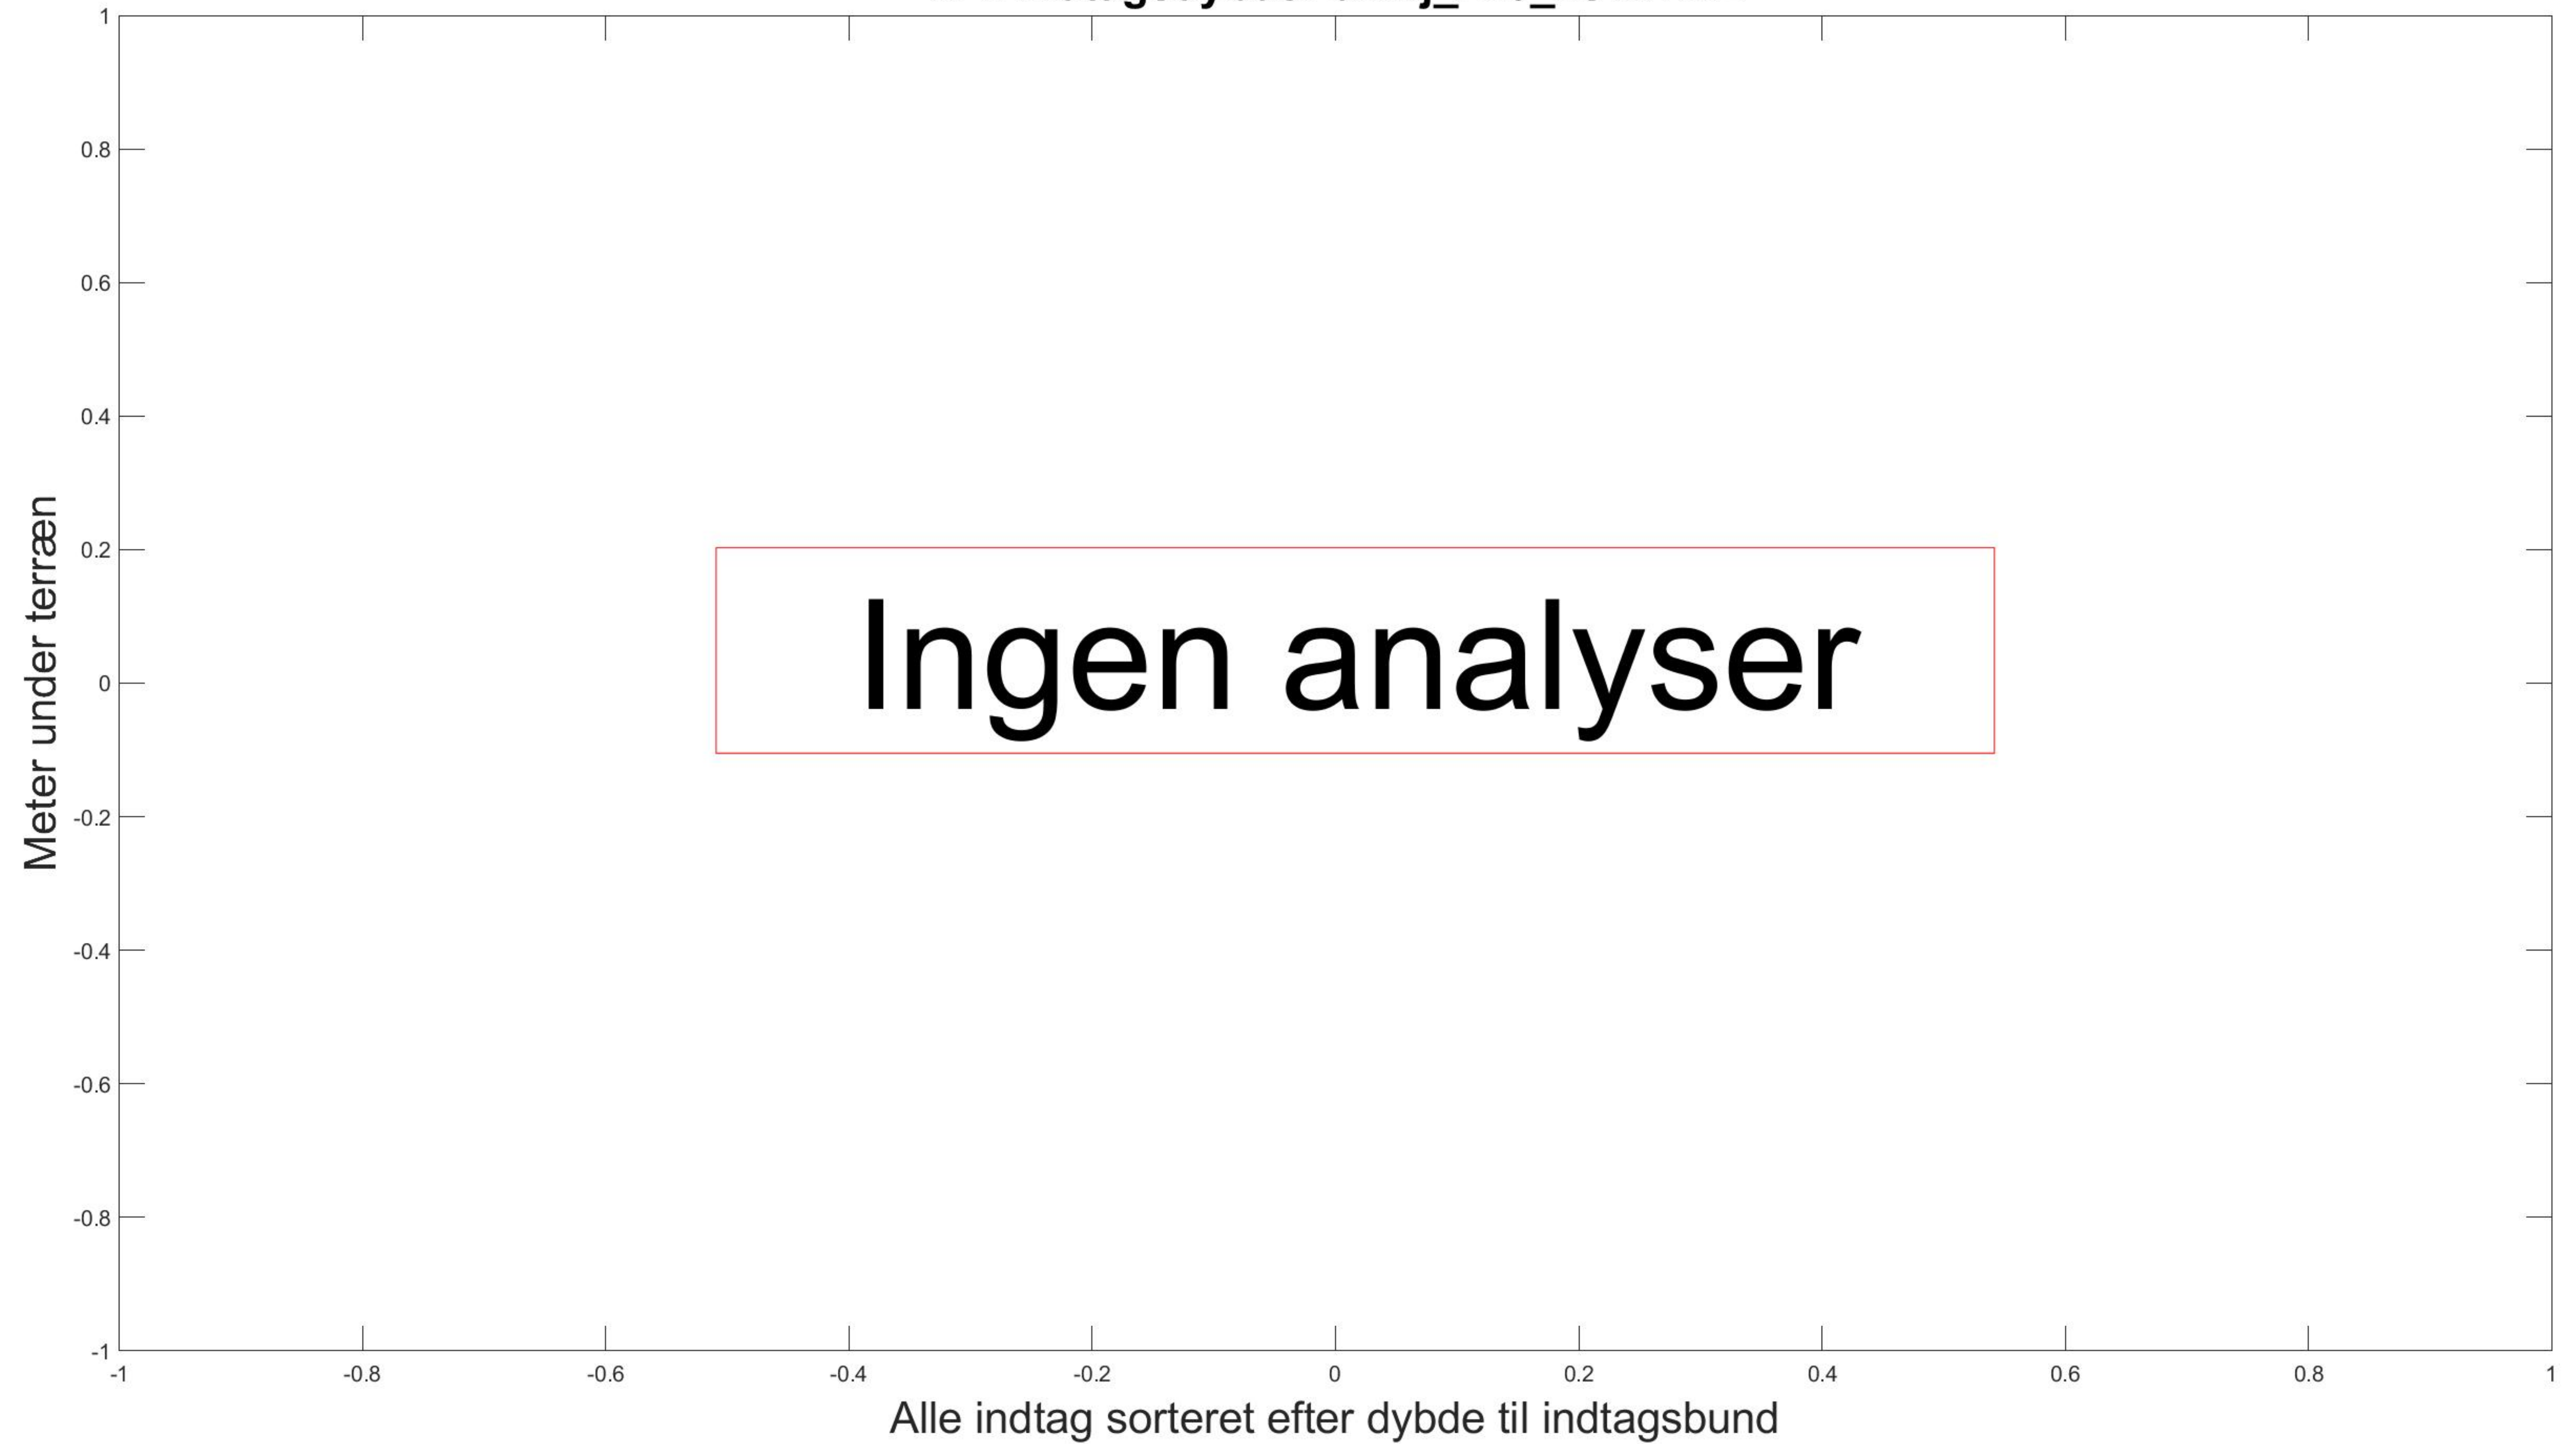 1
0.8
0.6
0.4
0.2
0
-0.2
-0.4
-0.6
-0.8
-1
Meter under terræn
Ingen analyser
-1 -0.8 -0.6 -0.4 -0.2 0 0.2 0.4 0.6 0.8 1
Alle indtag sorteret efter dybde til indtagsbund